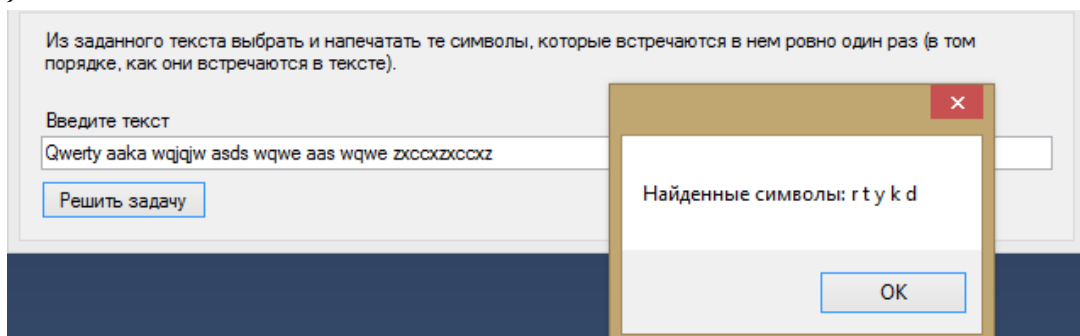 Из заданного текста выбрать и напечатать те символы, которые встречаются в нем ровно один раз (в том
порядке, как они встречаются в тексте).
Введите текст
Qwerty aaka wqjqjw asds wqwe aas wqwe zxccxzxccxz
Решить задачу
Найденные символы: r t y k d
OK